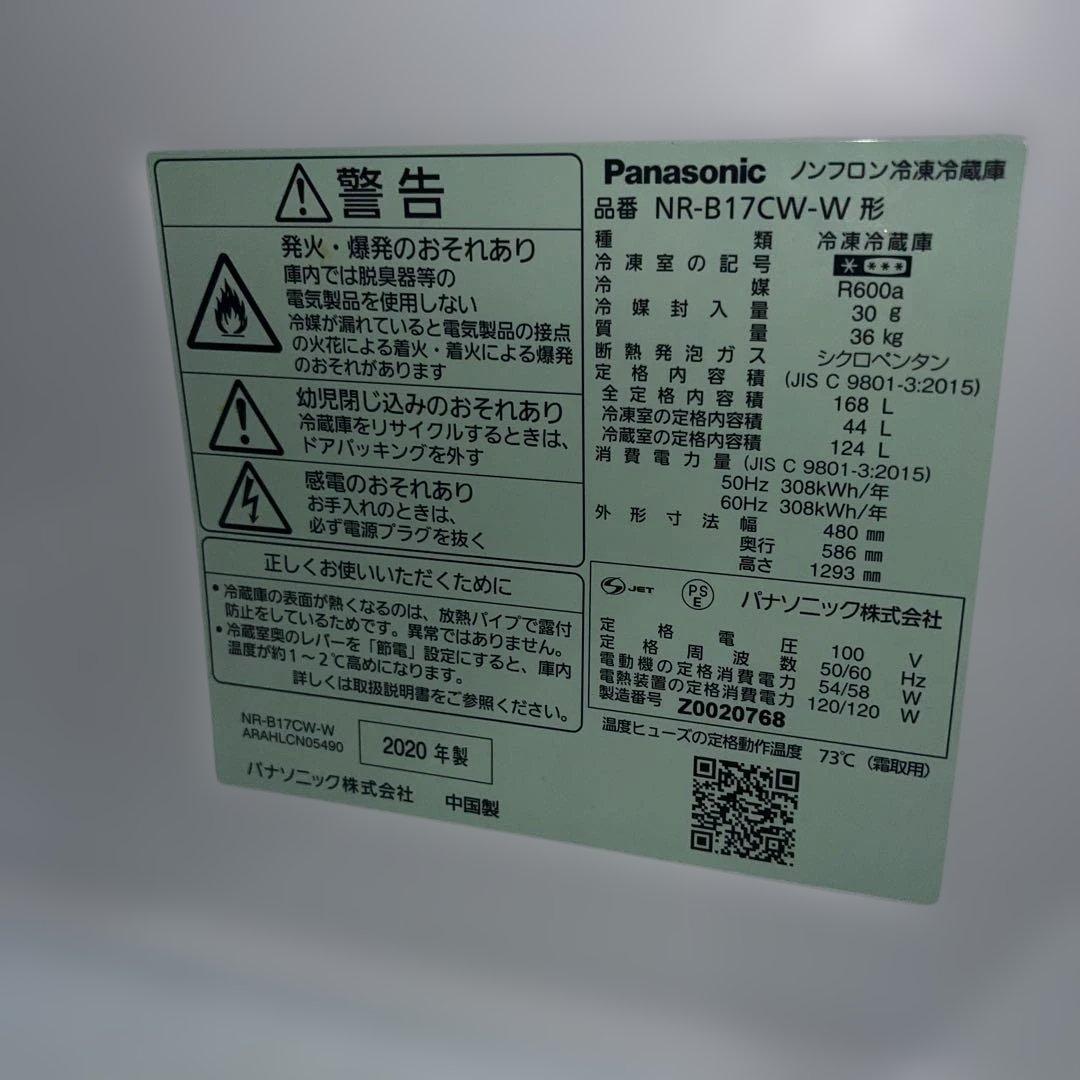 警告
発火・爆発のおそれあり
庫内では脱臭器等の
電気製品を使用しない
冷媒が漏れていると電気製品の接点
の火花による着火・着火による爆発
のおそれがあります
幼児閉じ込みのおそれあり
冷蔵庫をリサイクルするときは、
ドアパッキングを外す
感電のおそれあり
お手入れのときは、
必ず電源プラグを抜く
正しくお使いいただくために
・冷蔵庫の表面が熱くなるのは、放熱パイプで露付
防止をしているためです。異常ではありません。
・冷蔵室奥のレバーを「節電」設定にすると、庫内
温度が約1～2℃高めになります。
詳しくは取扱説明書をご参照ください。
NR-B17CW-W
ARAHLCN05490
2020 年製
パナソニック株式会社 中国製
Panasonic ノンフロン冷凍冷蔵庫
品番 NR-B17CW-W 形
種類 冷凍冷蔵庫
冷凍室の記号 * ***
冷媒 R600a
冷媒封入量 30 g
質量 36 kg
断熱発泡ガス シクロペンタン
定格内容積 (JIS C 9801-3:2015)
全定格内容積 168 L
冷凍室の定格内容積 44 L
冷蔵室の定格内容積 124 L
消費電力量 (JIS C 9801-3:2015)
50Hz 308kWh/年
60Hz 308kWh/年
外形寸法 幅 480 mm
奥行 586 mm
高さ 1293 mm
JET PS E パナソニック株式会社
定格電圧 100 V
定格周波数 50/60 Hz
電動機の定格消費電力 54/58 W
電熱装置の定格消費電力 120/120 W
製造番号 Z0020768
温度ヒューズの定格動作温度 73℃ (霜取用)